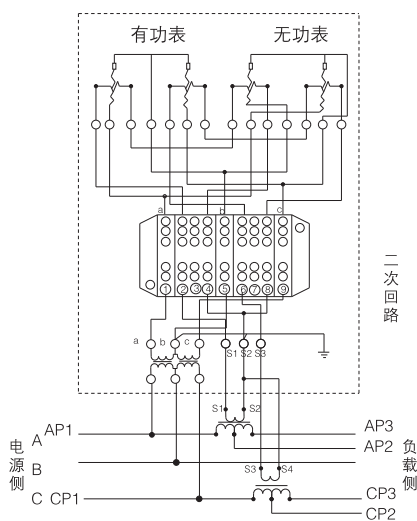 有功表 无功表
a b c
1 2 3 4 5 6 7 8 9
二次回路
a b c
S1 S2 S3
S1 S2
AP1 AP3
A
AP2
电源侧
负载侧
B
S3 S4
C CP1 CP3
CP2